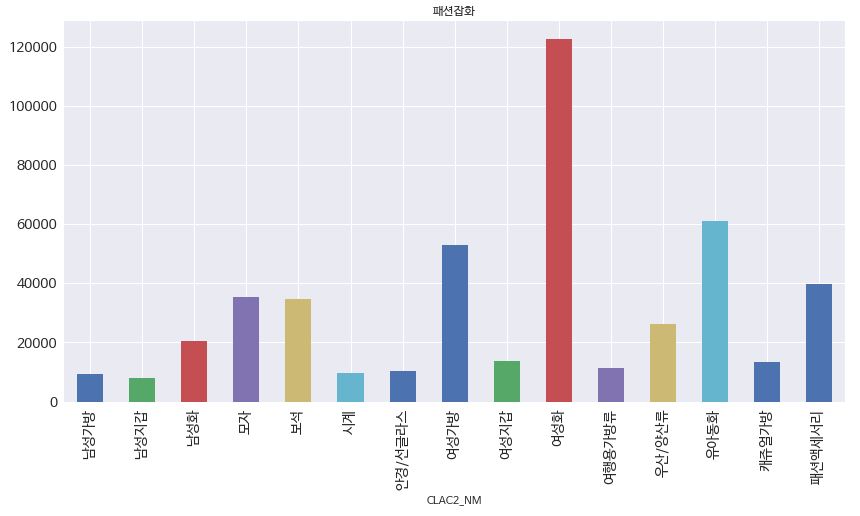 패션잡화
120000
100000
80000
60000
40000
20000
0
남성가방
남성지갑
남성화
모자
보석
시계
안경/선글라스
여성가방
여성지갑
여성화
여행용가방류
우산/양산류
유아동화
캐쥬얼가방
패션액세서리
CLAC2_NM